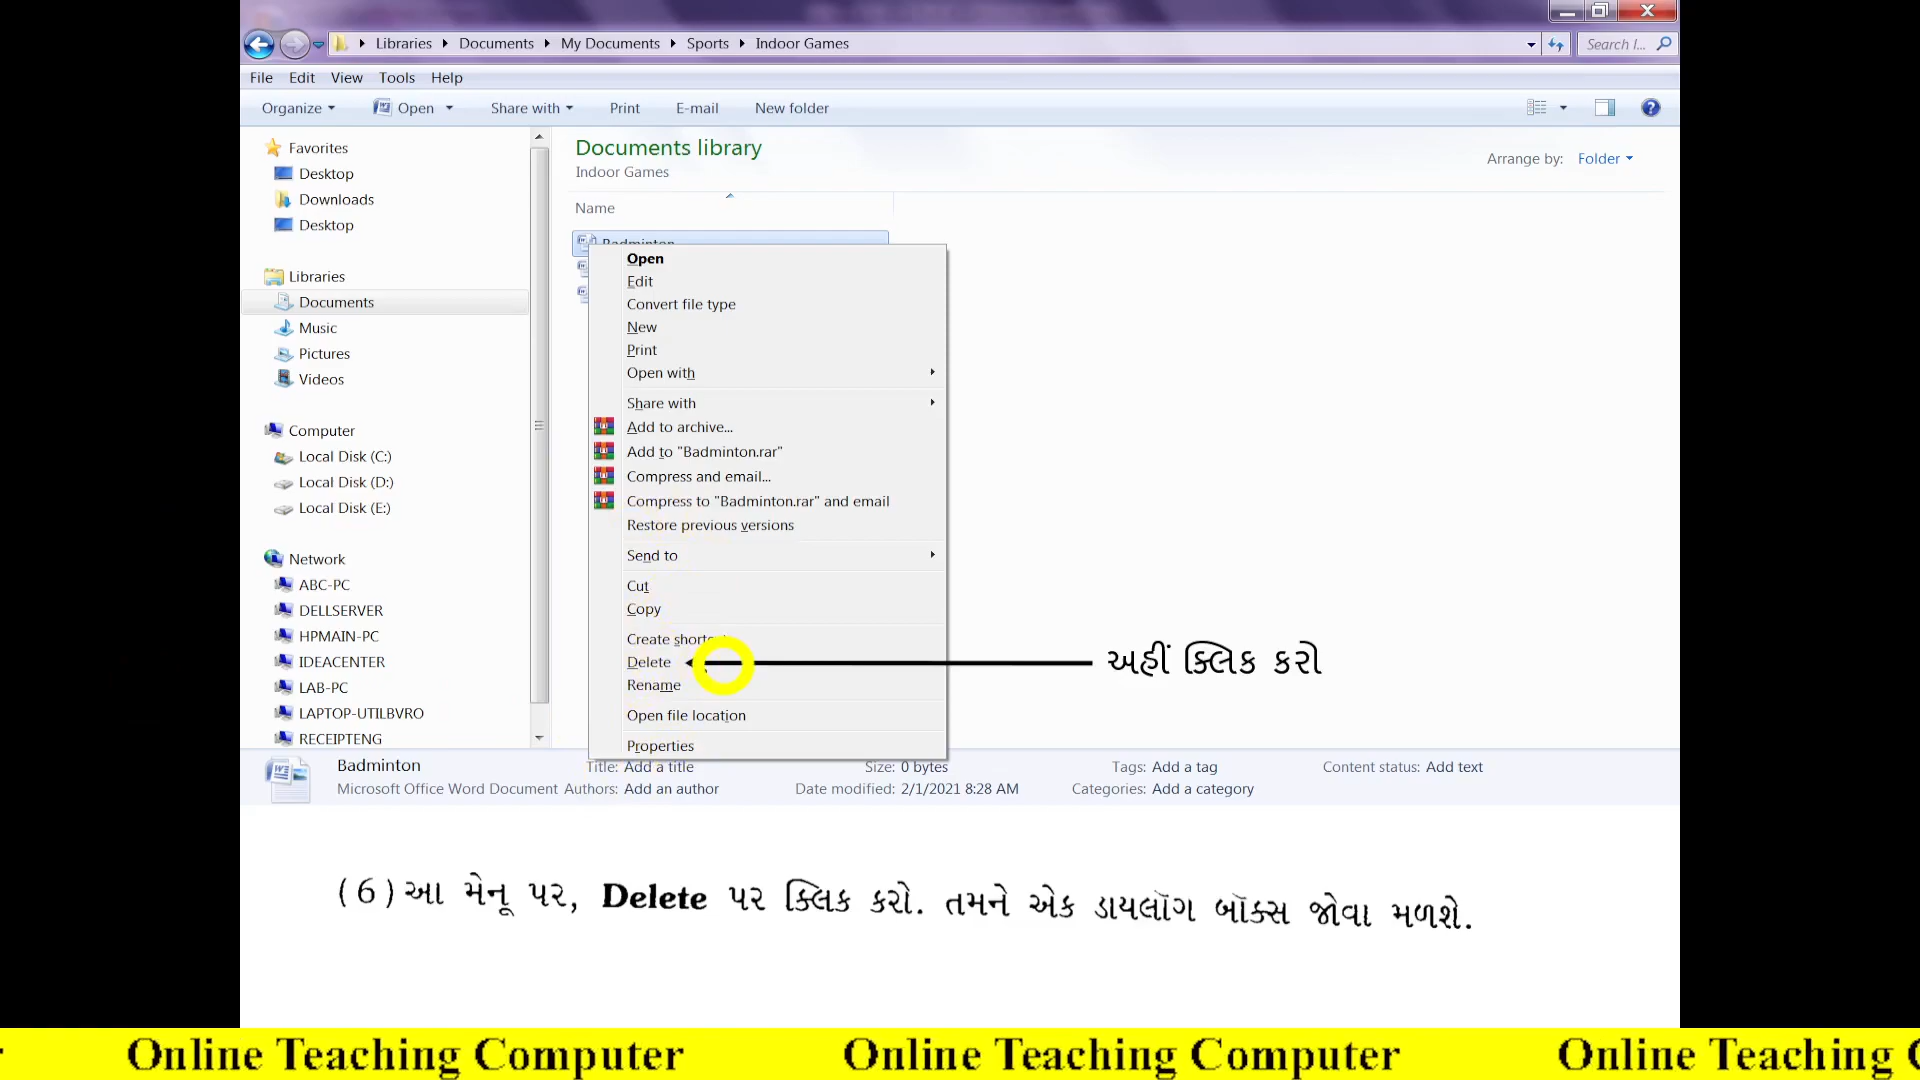 Libraries Documents My Documents Sports Indoor Games
Search I...
File Edit View Tools Help
Organize Open Share with Print E-mail New folder
Favorites
Desktop
Downloads
Desktop
Libraries
Documents
Music
Pictures
Videos
Computer
Local Disk (C:)
Local Disk (D:)
Local Disk (E:)
Network
ABC-PC
DELLSERVER
HPMAIN-PC
IDEACENTER
LAB-PC
LAPTOP-UTILBVRO
RECEIPTENG
Documents library
Indoor Games
Arrange by: Folder
Name
Badminton
Open
Edit
Convert file type
New
Print
Open with
Share with
Add to archive...
Add to "Badminton.rar"
Compress and email...
Compress to "Badminton.rar" and email
Restore previous versions
Send to
Cut
Copy
Create shortcut
Delete
Rename
Open file location
Properties
અહીં ક્લિક કરો
Badminton Title: Add a title Size: 0 bytes Tags: Add a tag Content status: Add text
Microsoft Office Word Document Authors: Add an author Date modified: 2/1/2021 8:28 AM Categories: Add a category
(6) આ મેનૂ પર, Delete પર ક્લિક કરો. તમને એક ડાયલૉગ બૉક્સ જોવા મળશે.
Online Teaching Computer Online Teaching Computer Online Teaching C